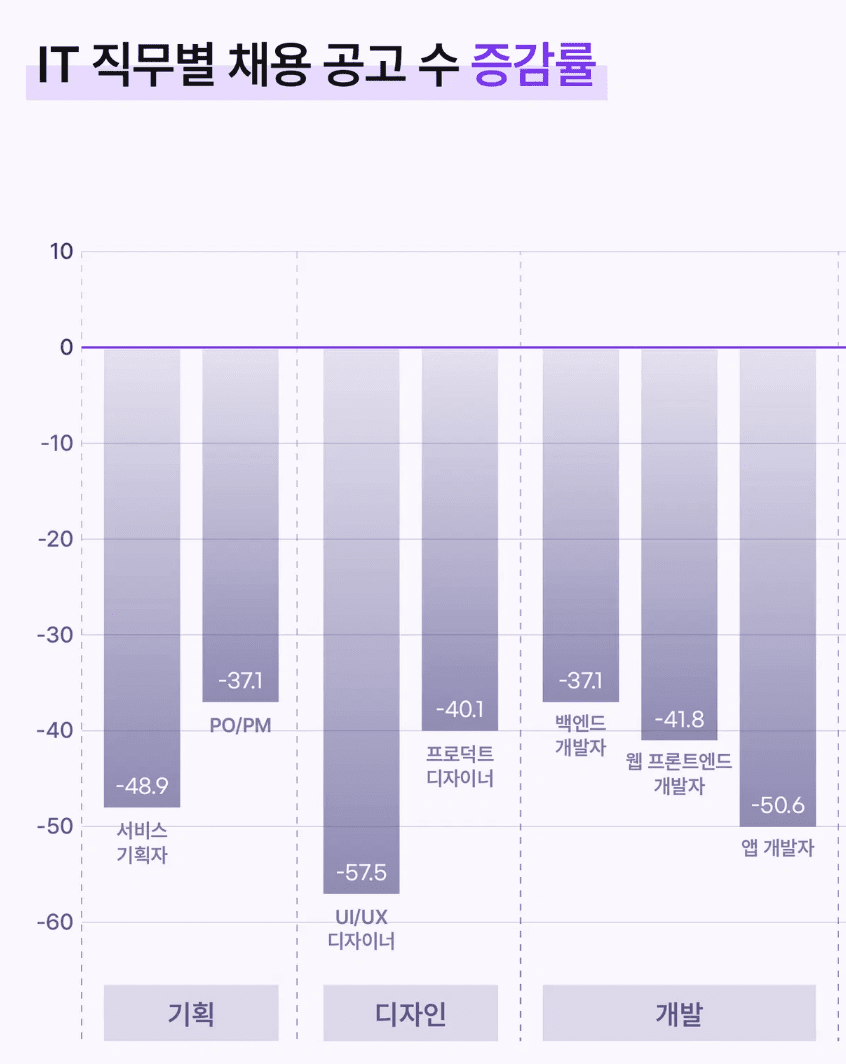 IT 직무별 채용 공고 수 증감률
10
0
-10
-20
-30
-40
-50
-60
-48.9
서비스
기획자
-37.1
PO/PM
-57.5
UI/UX
디자이너
-40.1
프로덕트
디자이너
-37.1
백엔드
개발자
-41.8
웹 프론트엔드
개발자
-50.6
앱 개발자
기획
디자인
개발